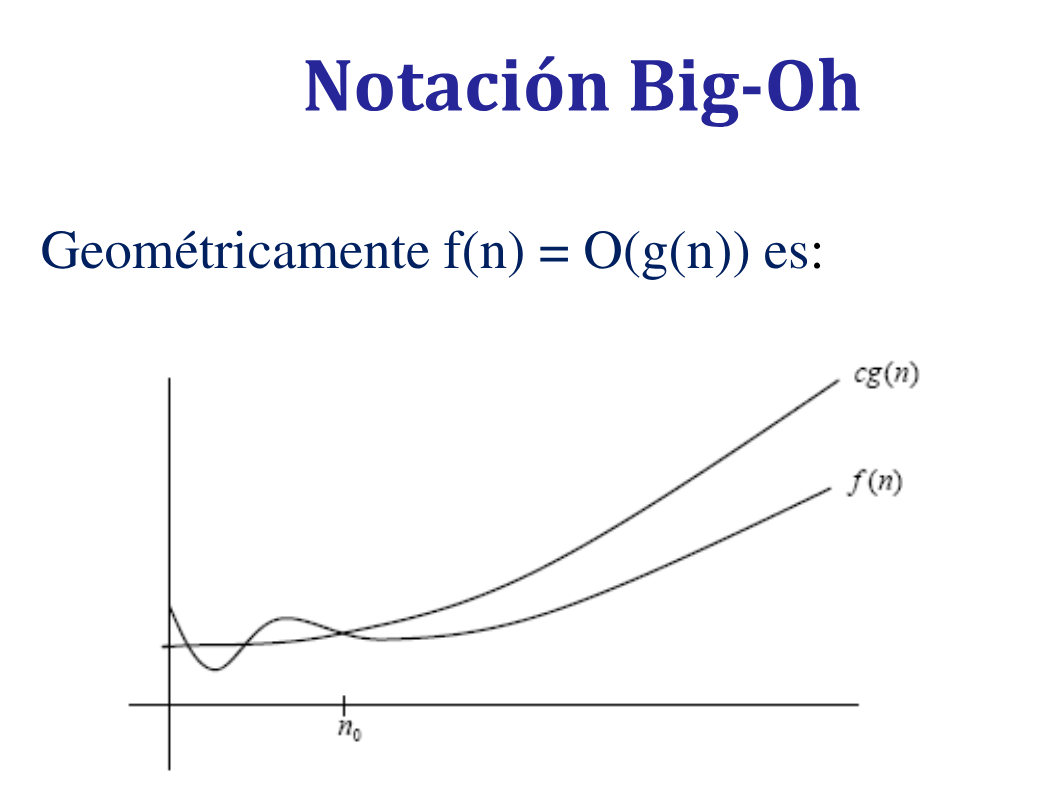 Notación Big-Oh
Geométricamente f(n) = O(g(n)) es:
cg(n)
f(n)
n₀